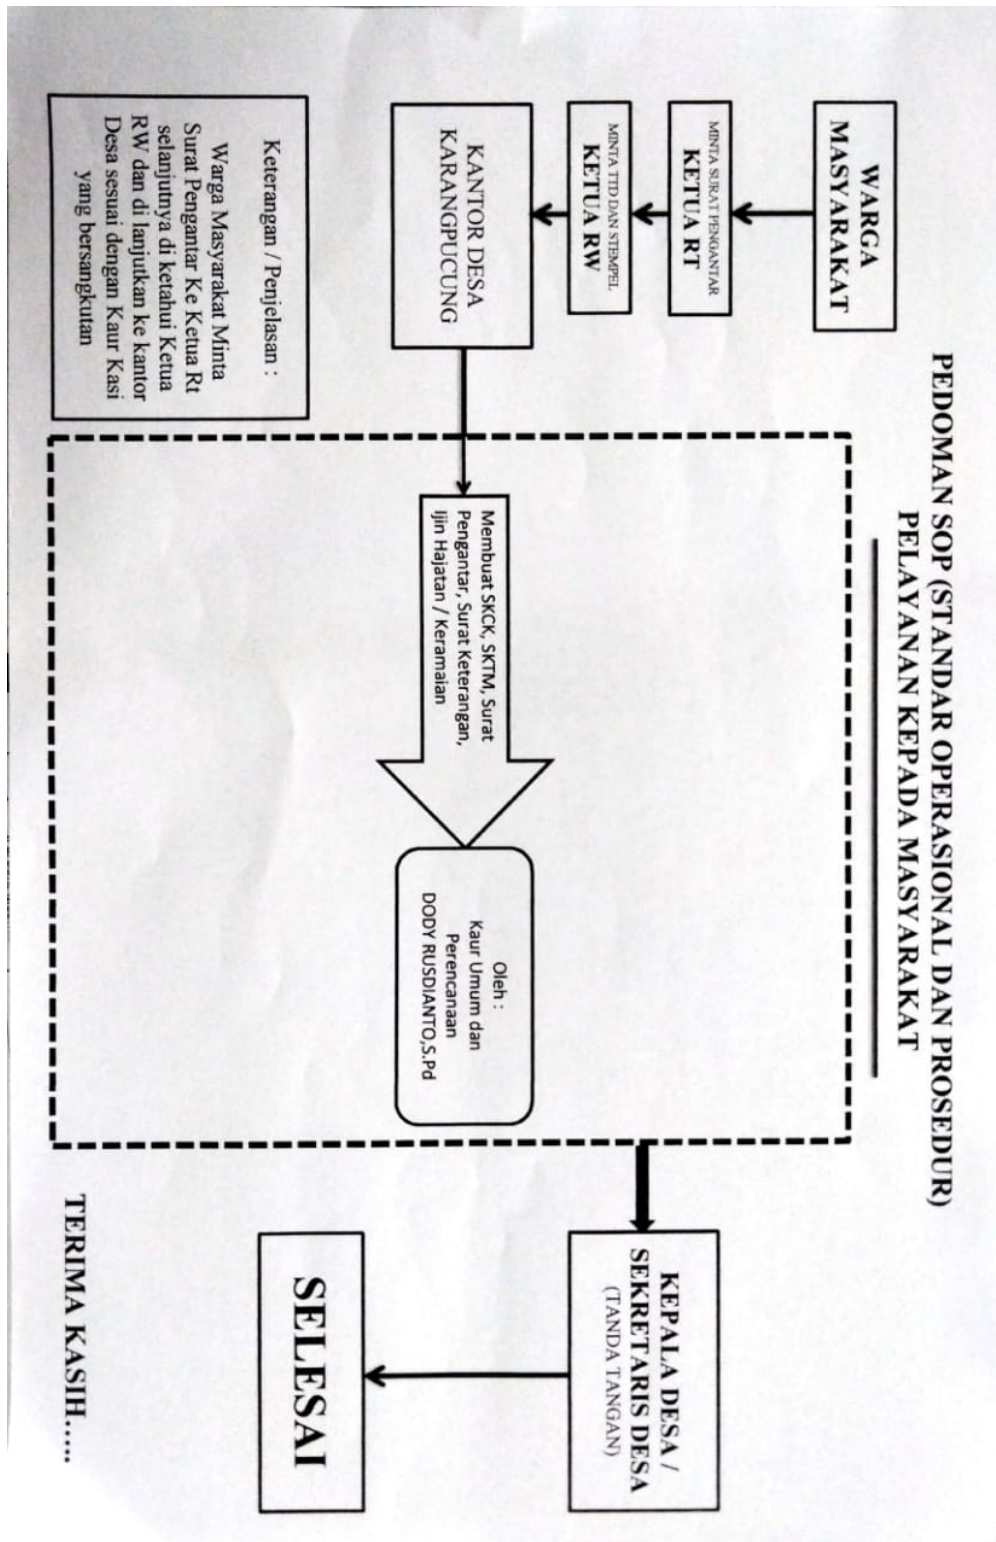 PEDOMAN SOP (STANDAR OPERASIONAL DAN PROSEDUR)
PELAYANAN KEPADA MASYARAKAT
WARGA
MASYARAKAT
MINTA SURAT PENGANTAR
KETUA RT
MINTA TTD DAN STEMPEL
KETUA RW
KANTOR DESA
KARANGPUCUNG
Keterangan / Penjelasan :
Warga Masyarakat Minta
Surat Pengantar Ke Ketua Rt
selanjutnya di ketahui Ketua
RW dan di lanjutkan ke kantor
Desa sesuai dengan Kaur Kasi
yang bersangkutan
Membuat SKCK, SKTM, Surat
Pengantar, Surat Keterangan,
Ijin Hajatan / Keramaian
Oleh :
Kaur Umum dan
Perencanaan
DODY RUSDIANTO,S.Pd
KEPALA DESA /
SEKRETARIS DESA
(TANDA TANGAN)
SELESAI
TERIMA KASIH.....